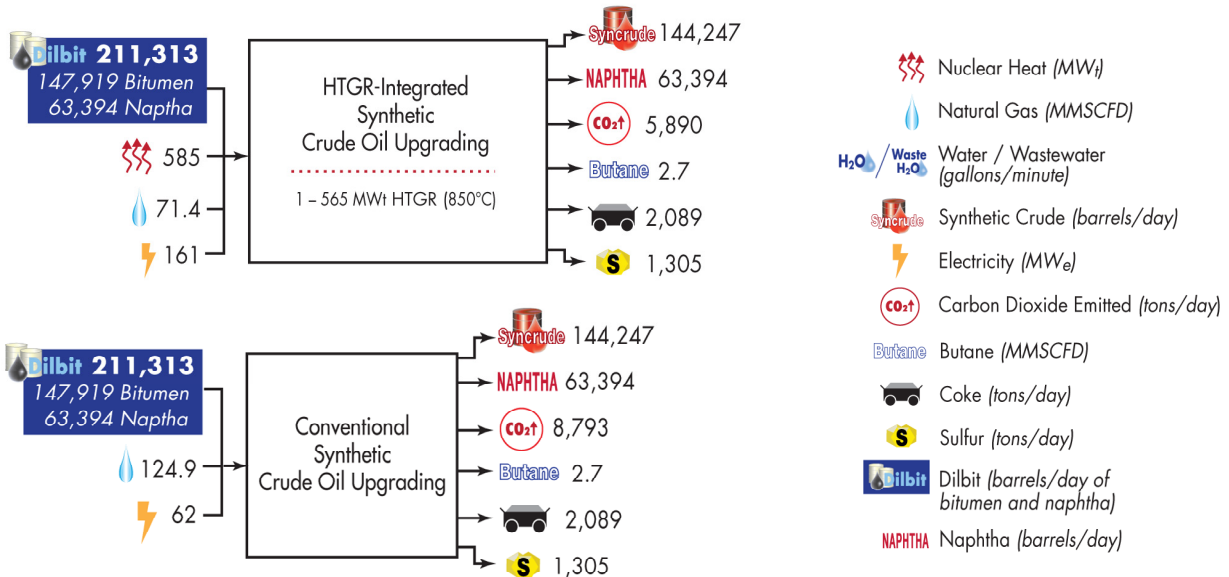 Dilbit 211,313
147,919 Bitumen
63,394 Naptha
585
71.4
161
HTGR-Integrated
Synthetic
Crude Oil Upgrading
1 – 565 MWt HTGR (850°C)
Syncrude 144,247
NAPHTHA 63,394
CO2↑ 5,890
Butane 2.7
2,089
S 1,305
Dilbit 211,313
147,919 Bitumen
63,394 Naptha
124.9
62
Conventional
Synthetic
Crude Oil Upgrading
Syncrude 144,247
NAPHTHA 63,394
CO2↑ 8,793
Butane 2.7
2,089
S 1,305
Nuclear Heat (MWt)
Natural Gas (MMSCFD)
H2O / Waste H2O Water / Wastewater
(gallons/minute)
Syncrude Synthetic Crude (barrels/day)
Electricity (MWe)
CO2↑ Carbon Dioxide Emitted (tons/day)
Butane Butane (MMSCFD)
Coke (tons/day)
S Sulfur (tons/day)
Dilbit Dilbit (barrels/day of
bitumen and naphtha)
NAPHTHA Naphtha (barrels/day)